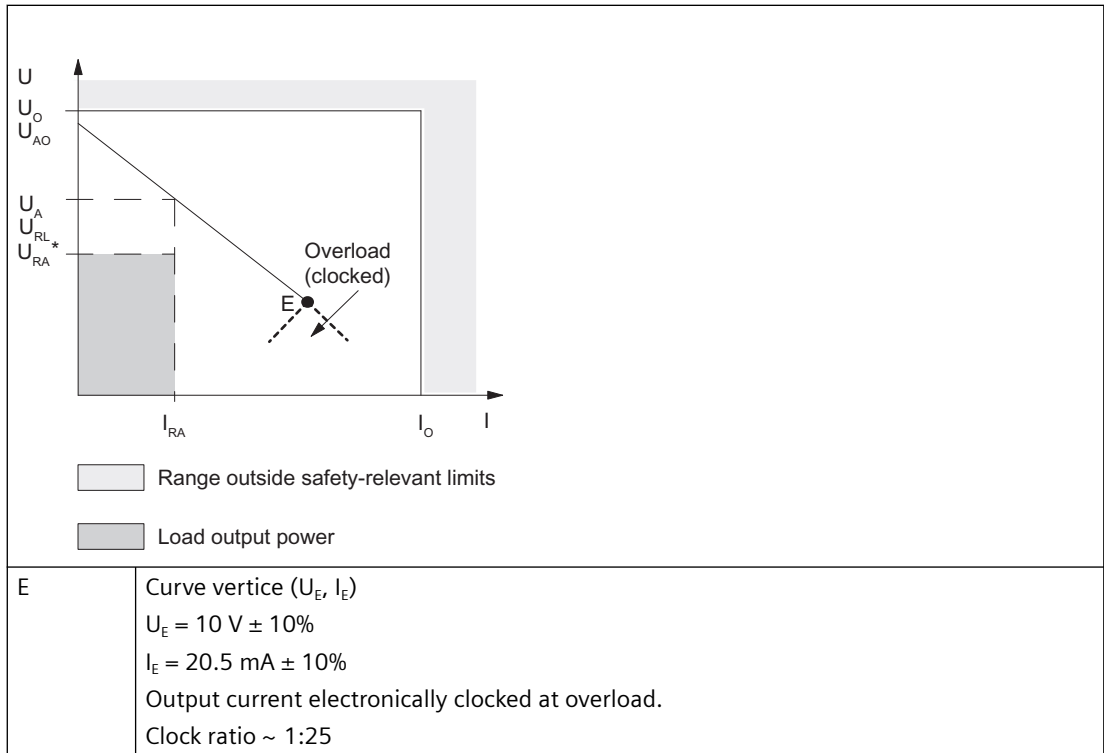 U
U_O
U_AO
U_A
U_RL
U_RA*
Overload
(clocked)
E
I_RA
I_O
I
Range outside safety-relevant limits
Load output power
E
Curve vertice (U_E, I_E)
U_E = 10 V ± 10%
I_E = 20.5 mA ± 10%
Output current electronically clocked at overload.
Clock ratio ~ 1:25